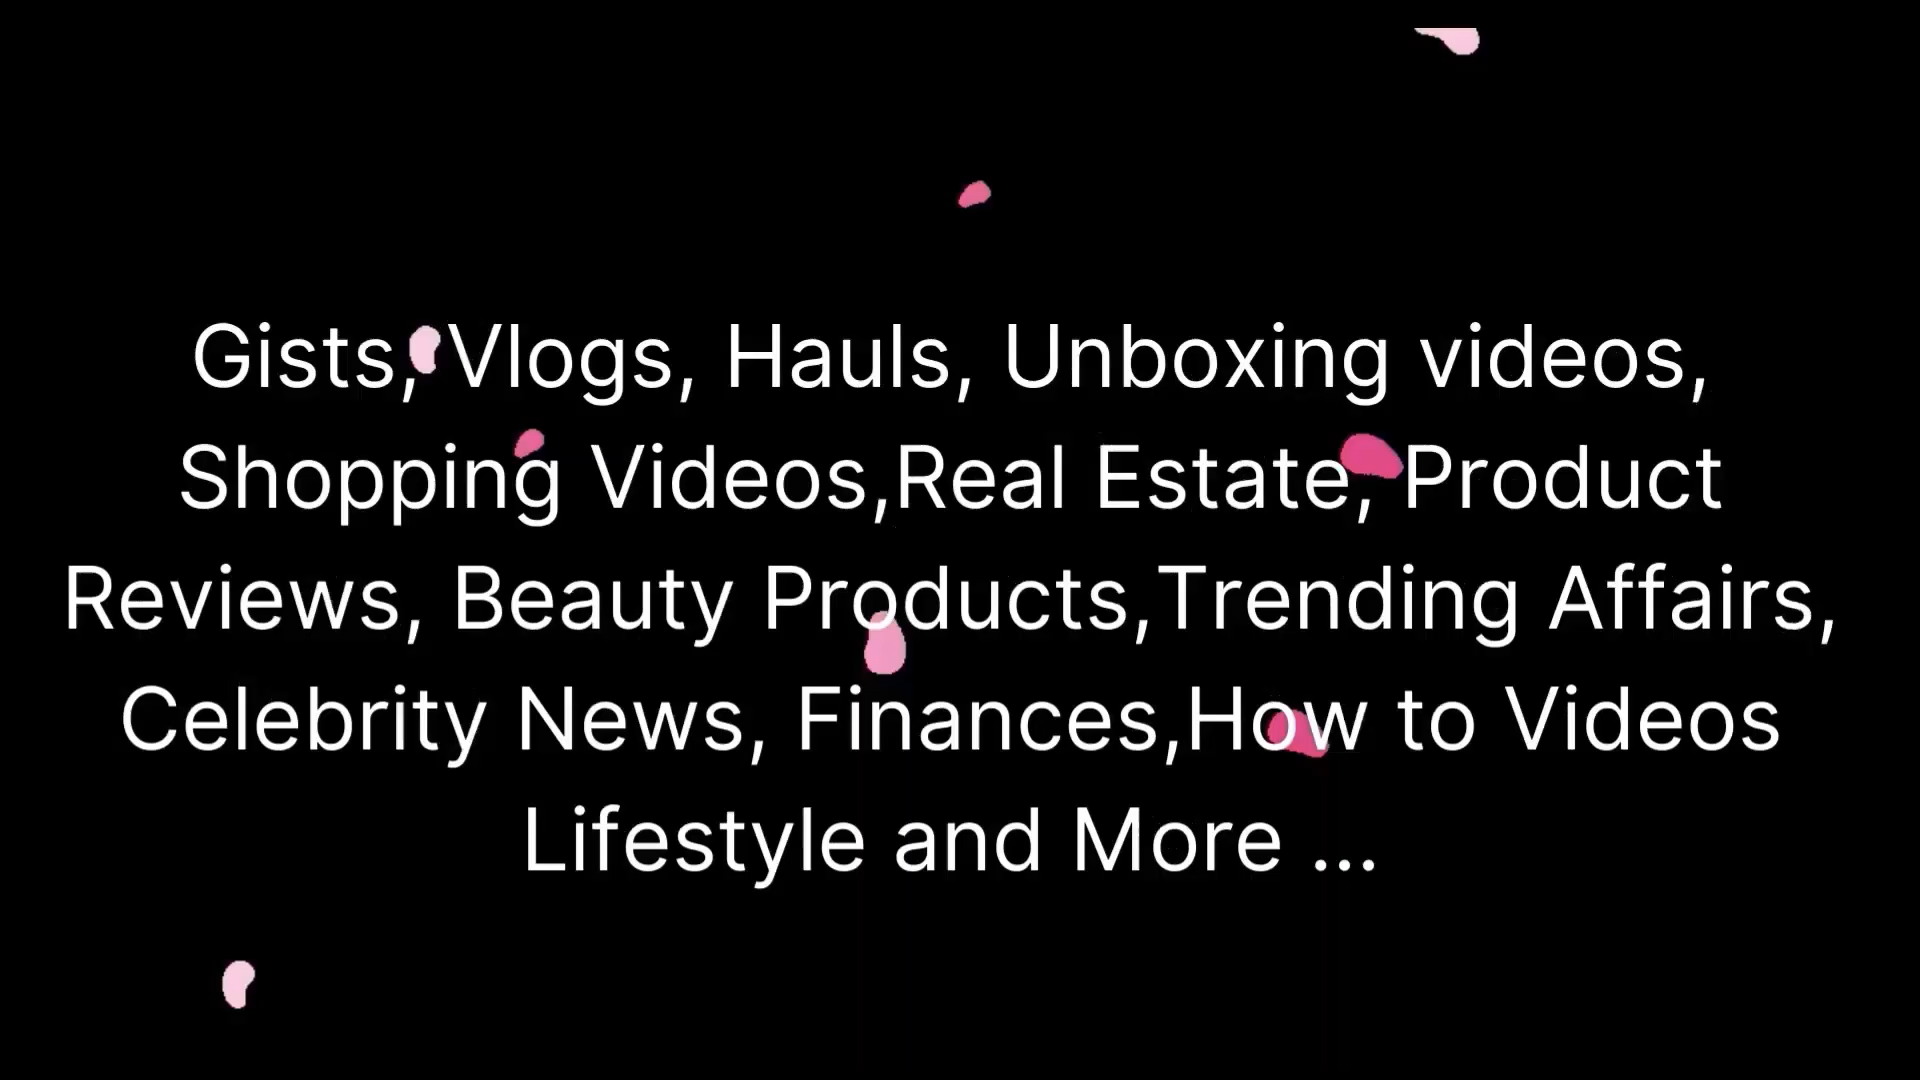 Gists, Vlogs, Hauls, Unboxing videos,
Shopping Videos,Real Estate, Product
Reviews, Beauty Products,Trending Affairs,
Celebrity News, Finances,How to Videos
Lifestyle and More ...